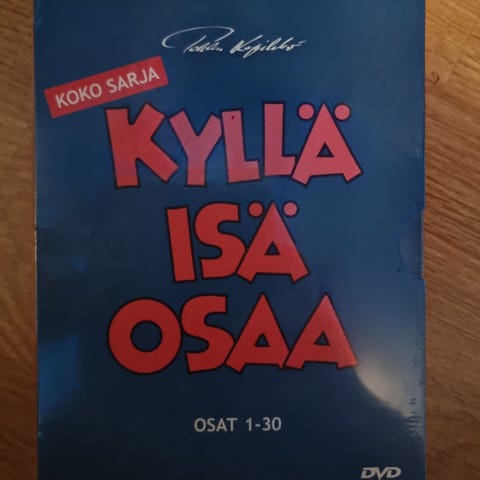 KOKO SARJA
KYLLÄ
ISÄ
OSAA
OSAT 1-30
DVD